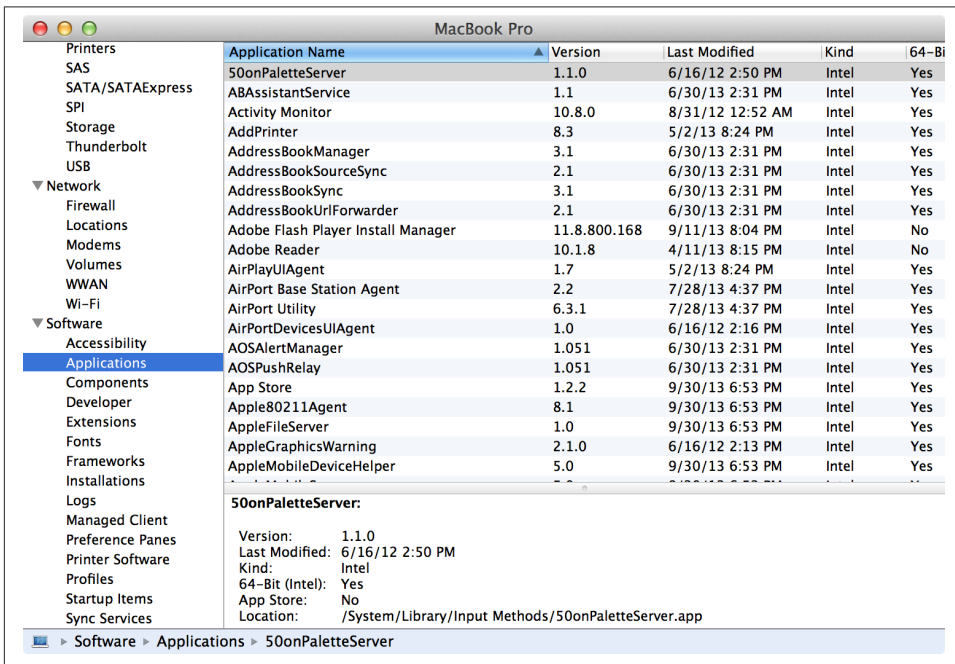 MacBook Pro
Printers
SAS
SATA/SATAExpress
SPI
Storage
Thunderbolt
USB
Network
Firewall
Locations
Modems
Volumes
WWAN
Wi-Fi
Software
Accessibility
Applications
Components
Developer
Extensions
Fonts
Frameworks
Installations
Logs
Managed Client
Preference Panes
Printer Software
Profiles
Startup Items
Sync Services
Application Name Version Last Modified Kind 64-Bi
50onPaletteServer 1.1.0 6/16/12 2:50 PM Intel Yes
ABAssistantService 1.1 6/30/13 2:31 PM Intel Yes
Activity Monitor 10.8.0 8/31/12 12:52 AM Intel Yes
AddPrinter 8.3 5/2/13 8:24 PM Intel Yes
AddressBookManager 3.1 6/30/13 2:31 PM Intel Yes
AddressBookSourceSync 2.1 6/30/13 2:31 PM Intel Yes
AddressBookSync 3.1 6/30/13 2:31 PM Intel Yes
AddressBookUrlForwarder 2.1 6/30/13 2:31 PM Intel Yes
Adobe Flash Player Install Manager 11.8.800.168 9/11/13 8:04 PM Intel No
Adobe Reader 10.1.8 4/11/13 8:15 PM Intel No
AirPlayUIAgent 1.7 5/2/13 8:24 PM Intel Yes
AirPort Base Station Agent 2.2 7/28/13 4:37 PM Intel Yes
AirPort Utility 6.3.1 7/28/13 4:37 PM Intel Yes
AirPortDevicesUIAgent 1.0 6/16/12 2:16 PM Intel Yes
AOSAlertManager 1.051 6/30/13 2:31 PM Intel Yes
AOSPushRelay 1.051 6/30/13 2:31 PM Intel Yes
App Store 1.2.2 9/30/13 6:53 PM Intel Yes
Apple80211Agent 8.1 9/30/13 6:53 PM Intel Yes
AppleFileServer 1.0 9/30/13 6:53 PM Intel Yes
AppleGraphicsWarning 2.1.0 6/16/12 2:13 PM Intel Yes
AppleMobileDeviceHelper 5.0 9/30/13 6:53 PM Intel Yes
50onPaletteServer:
Version: 1.1.0
Last Modified: 6/16/12 2:50 PM
Kind: Intel
64-Bit (Intel): Yes
App Store: No
Location: /System/Library/Input Methods/50onPaletteServer.app
Software Applications 50onPaletteServer